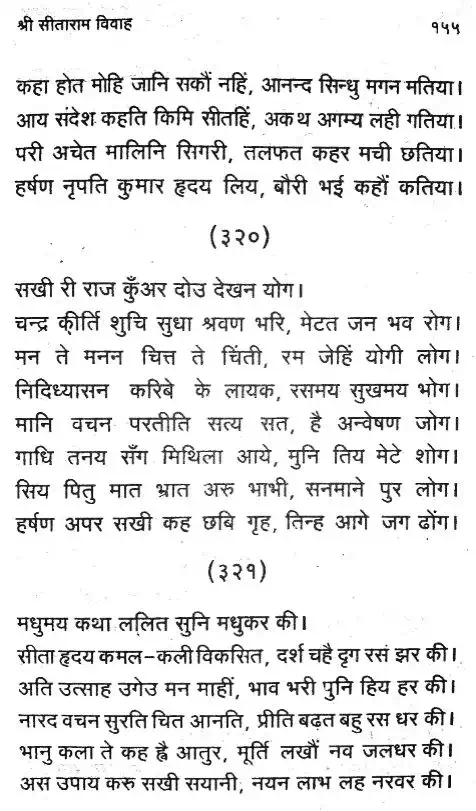 श्री सीताराम विवाह १५५
कहा होत मोहि जानि सकौं नहिं, आनन्द सिन्धु मगन मतिया।
आय संदेश कहति किमि सीतहिं, अकथ अगम्य लही गतिया।
परी अचेत मालिनि सिगरी, तलफत कहर मची छतिया।
हर्षण नृपति कुमार हृदय लिय, बौरी भई कहौं कतिया।
(३२०)
सखी री राज कुँअर दोउ देखन योग।
चन्द्र कीर्ति शुचि सुधा श्रवण भरि, मेटत जन भव रोग।
मन ते मनन चित्त ते चिंती, रम जेहिं योगी लोग।
निदिध्यासन करिबे के लायक, रसमय सुखमय भोग।
मानि वचन परतीति सत्य सत, है अन्वेषण जोग।
गाधि तनय सँग मिथिला आये, मुनि तिय मेटे शोग।
सिय पितु मात भ्रात अरु भाभी, सनमाने पुर लोग।
हर्षण अपर सखी कह छबि गृह, तिन्ह आगे जग ढोंग।
(३२१)
मधुमय कथा ललित सुनि मधुकर की।
सीता हृदय कमल-कली विकसित, दर्श चहै दृग रस झर की।
अति उत्साह उगेउ मन माहीं, भाव भरी पुनि हिय हर की।
नारद वचन सुरति चित आनति, प्रीति बढ़त बहु रस धर की।
भानु कला ते कह ह्वै आतुर, मूर्ति लखौं नव जलधर की।
अस उपाय करु सखी सयानी, नयन लाभ लह नरवर की।